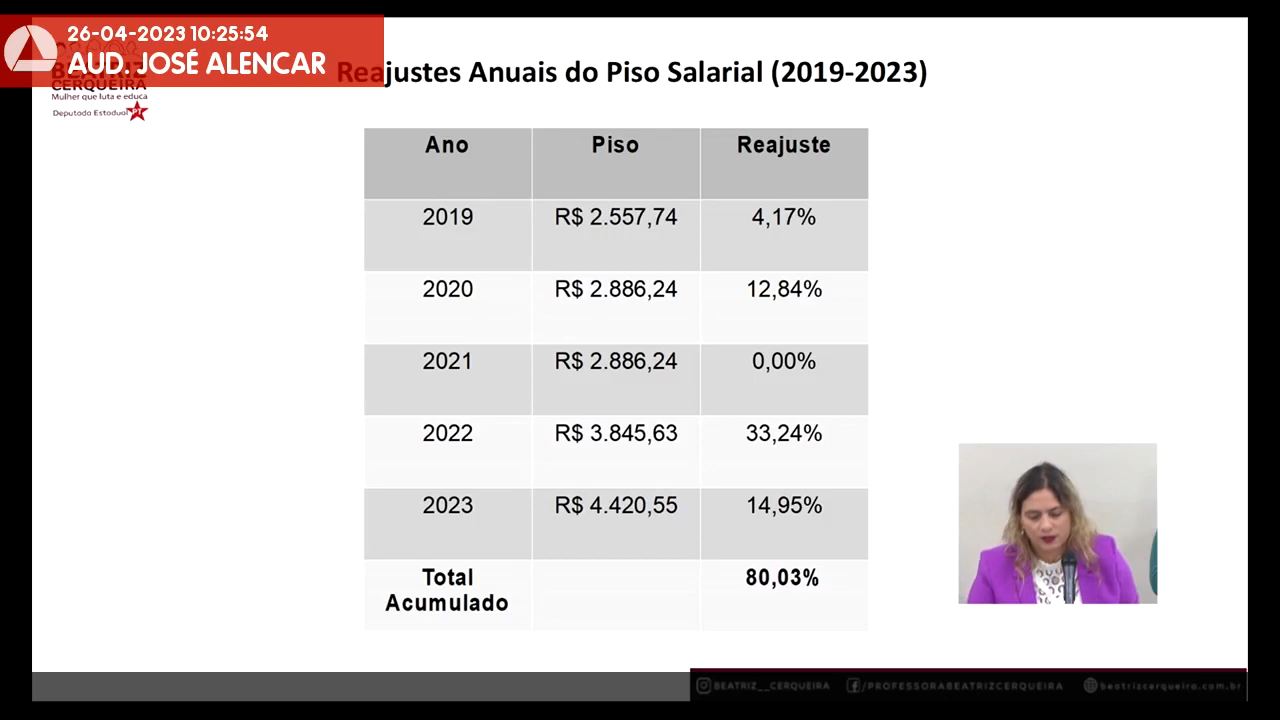 26-04-2023 10:25:54
AUD. JOSÉ ALENCAR
BEATRIZ
CERQUEIRA
Mulher que luta e educa
Deputada Estadual PT
Reajustes Anuais do Piso Salarial (2019-2023)
Ano Piso Reajuste
2019 R$ 2.557,74 4,17%
2020 R$ 2.886,24 12,84%
2021 R$ 2.886,24 0,00%
2022 R$ 3.845,63 33,24%
2023 R$ 4.420,55 14,95%
Total
Acumulado 80,03%
BEATRIZ__CERQUEIRA /PROFESSORABEATRIZCERQUEIRA beatrizcerqueira.com.br